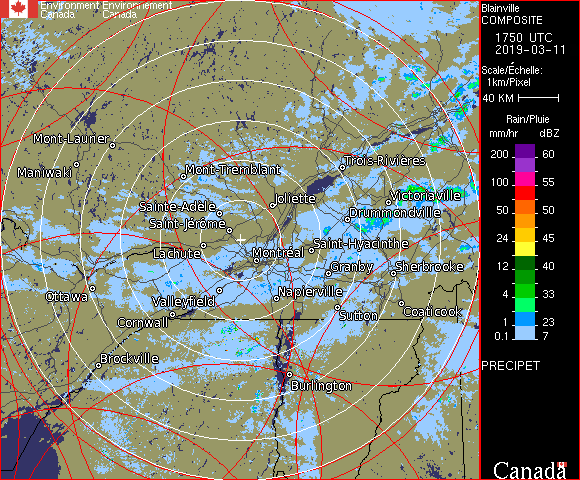 Environment Environnement
Canada Canada
Blainville
COMPOSITE
1750 UTC
2019-03-11
Scale/Échelle:
1km/Pixel
40 KM
Rain/Pluie
mm/hr dBZ
200 60
100 55
50 50
24 45
12 40
4 33
1 23
0.1 7
PRECIPET
Canada
Mont-Laurier
Maniwaki
Mont-Tremblant
Trois-Rivières
Sainte-Adèle
Joliette
Victoriaville
Saint-Jérôme
Drummondville
Lachute
Montréal
Saint-Hyacinthe
Granby
Sherbrooke
Ottawa
Valleyfield
Napierville
Cornwall
Sutton
Coaticook
Brockville
Burlington